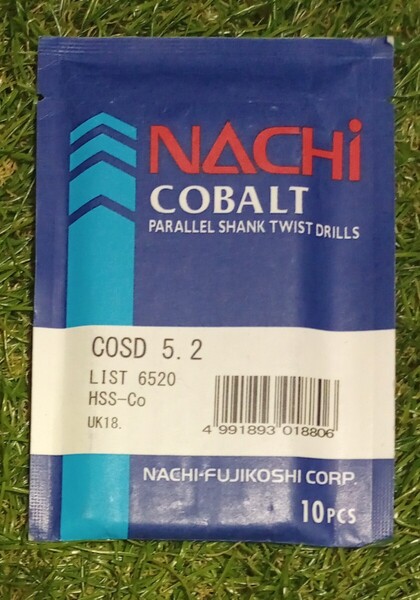 NACHi
COBALT
PARALLEL SHANK TWIST DRILLS
COSD 5.2
LIST 6520
HSS-Co
UK18.
4 991893 018806
NACHI-FUJIKOSHI CORP.
10PCS